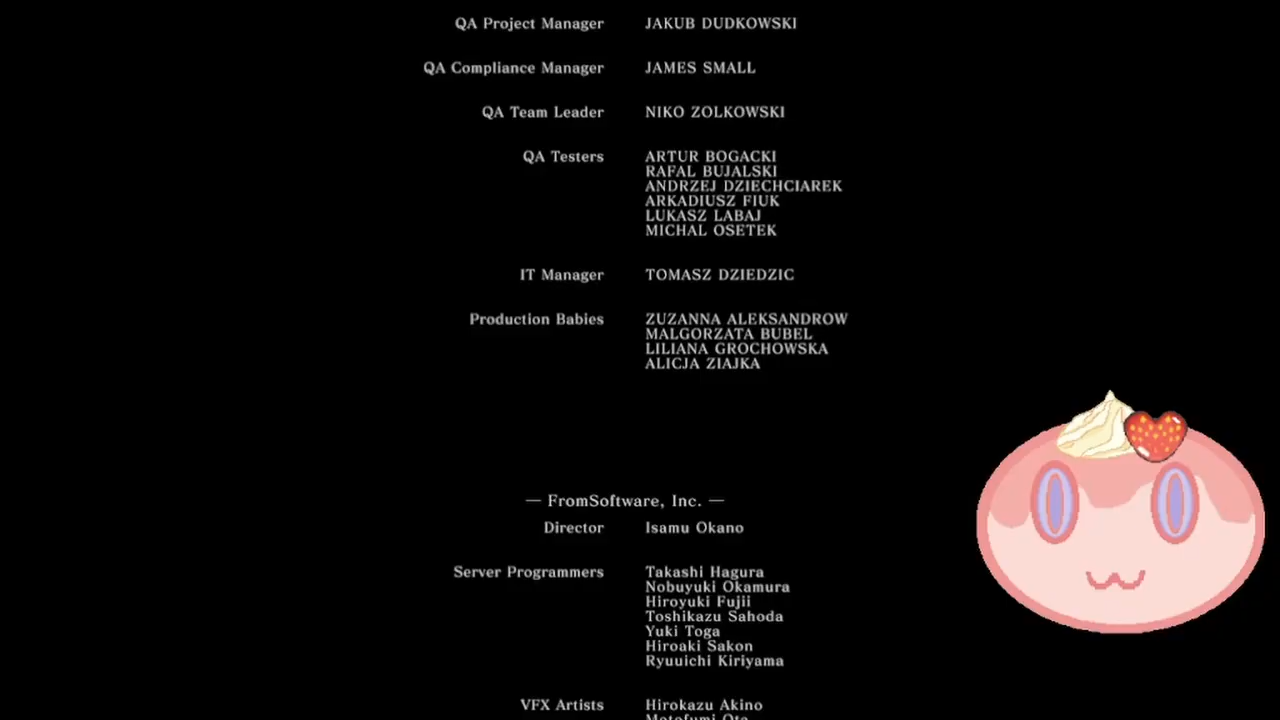 QA Project Manager JAKUB DUDKOWSKI
QA Compliance Manager JAMES SMALL
QA Team Leader NIKO ZOLKOWSKI
QA Testers ARTUR BOGACKI
RAFAL BUJALSKI
ANDRZEJ DZIECHCIAREK
ARKADIUSZ FIUK
LUKASZ LABAJ
MICHAL OSETEK
IT Manager TOMASZ DZIEDZIC
Production Babies ZUZANNA ALEKSANDROW
MALGORZATA BUBEL
LILIANA GROCHOWSKA
ALICJA ZIAJKA
— FromSoftware, Inc. —
Director Isamu Okano
Server Programmers Takashi Hagura
Nobuyuki Okamura
Hiroyuki Fujii
Toshikazu Sahoda
Yuki Toga
Hiroaki Sakon
Ryuuichi Kiriyama
VFX Artists Hirokazu Akino